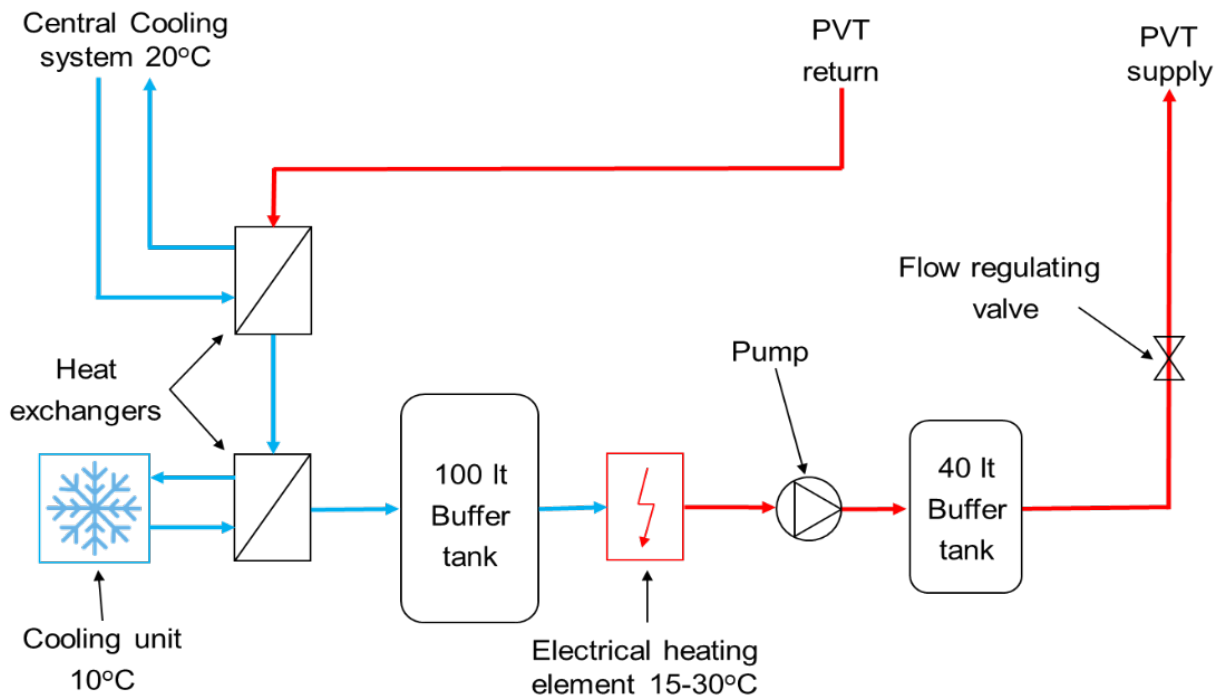 Central Cooling
system 20°C
PVT
return
PVT
supply
Flow regulating
valve
Pump
Heat
exchangers
100 lt
Buffer
tank
40 lt
Buffer
tank
Cooling unit
10°C
Electrical heating
element 15-30°C